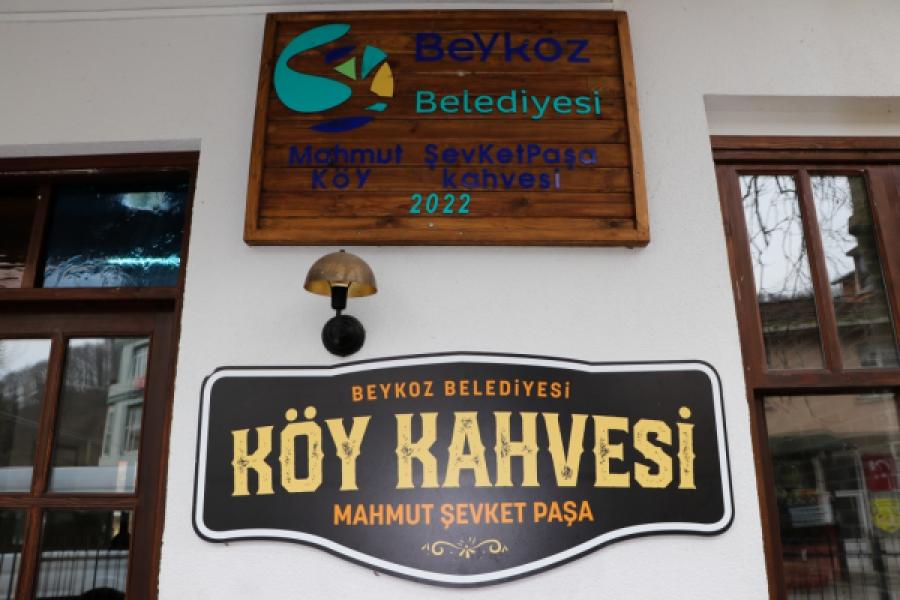 Beykoz
Belediyesi
Mahmut ŞevKetPaşa
KÖY kahvesi
2022
BEYKOZ BELEDİYESİ
KÖY KAHVESİ
MAHMUT ŞEVKET PAŞA